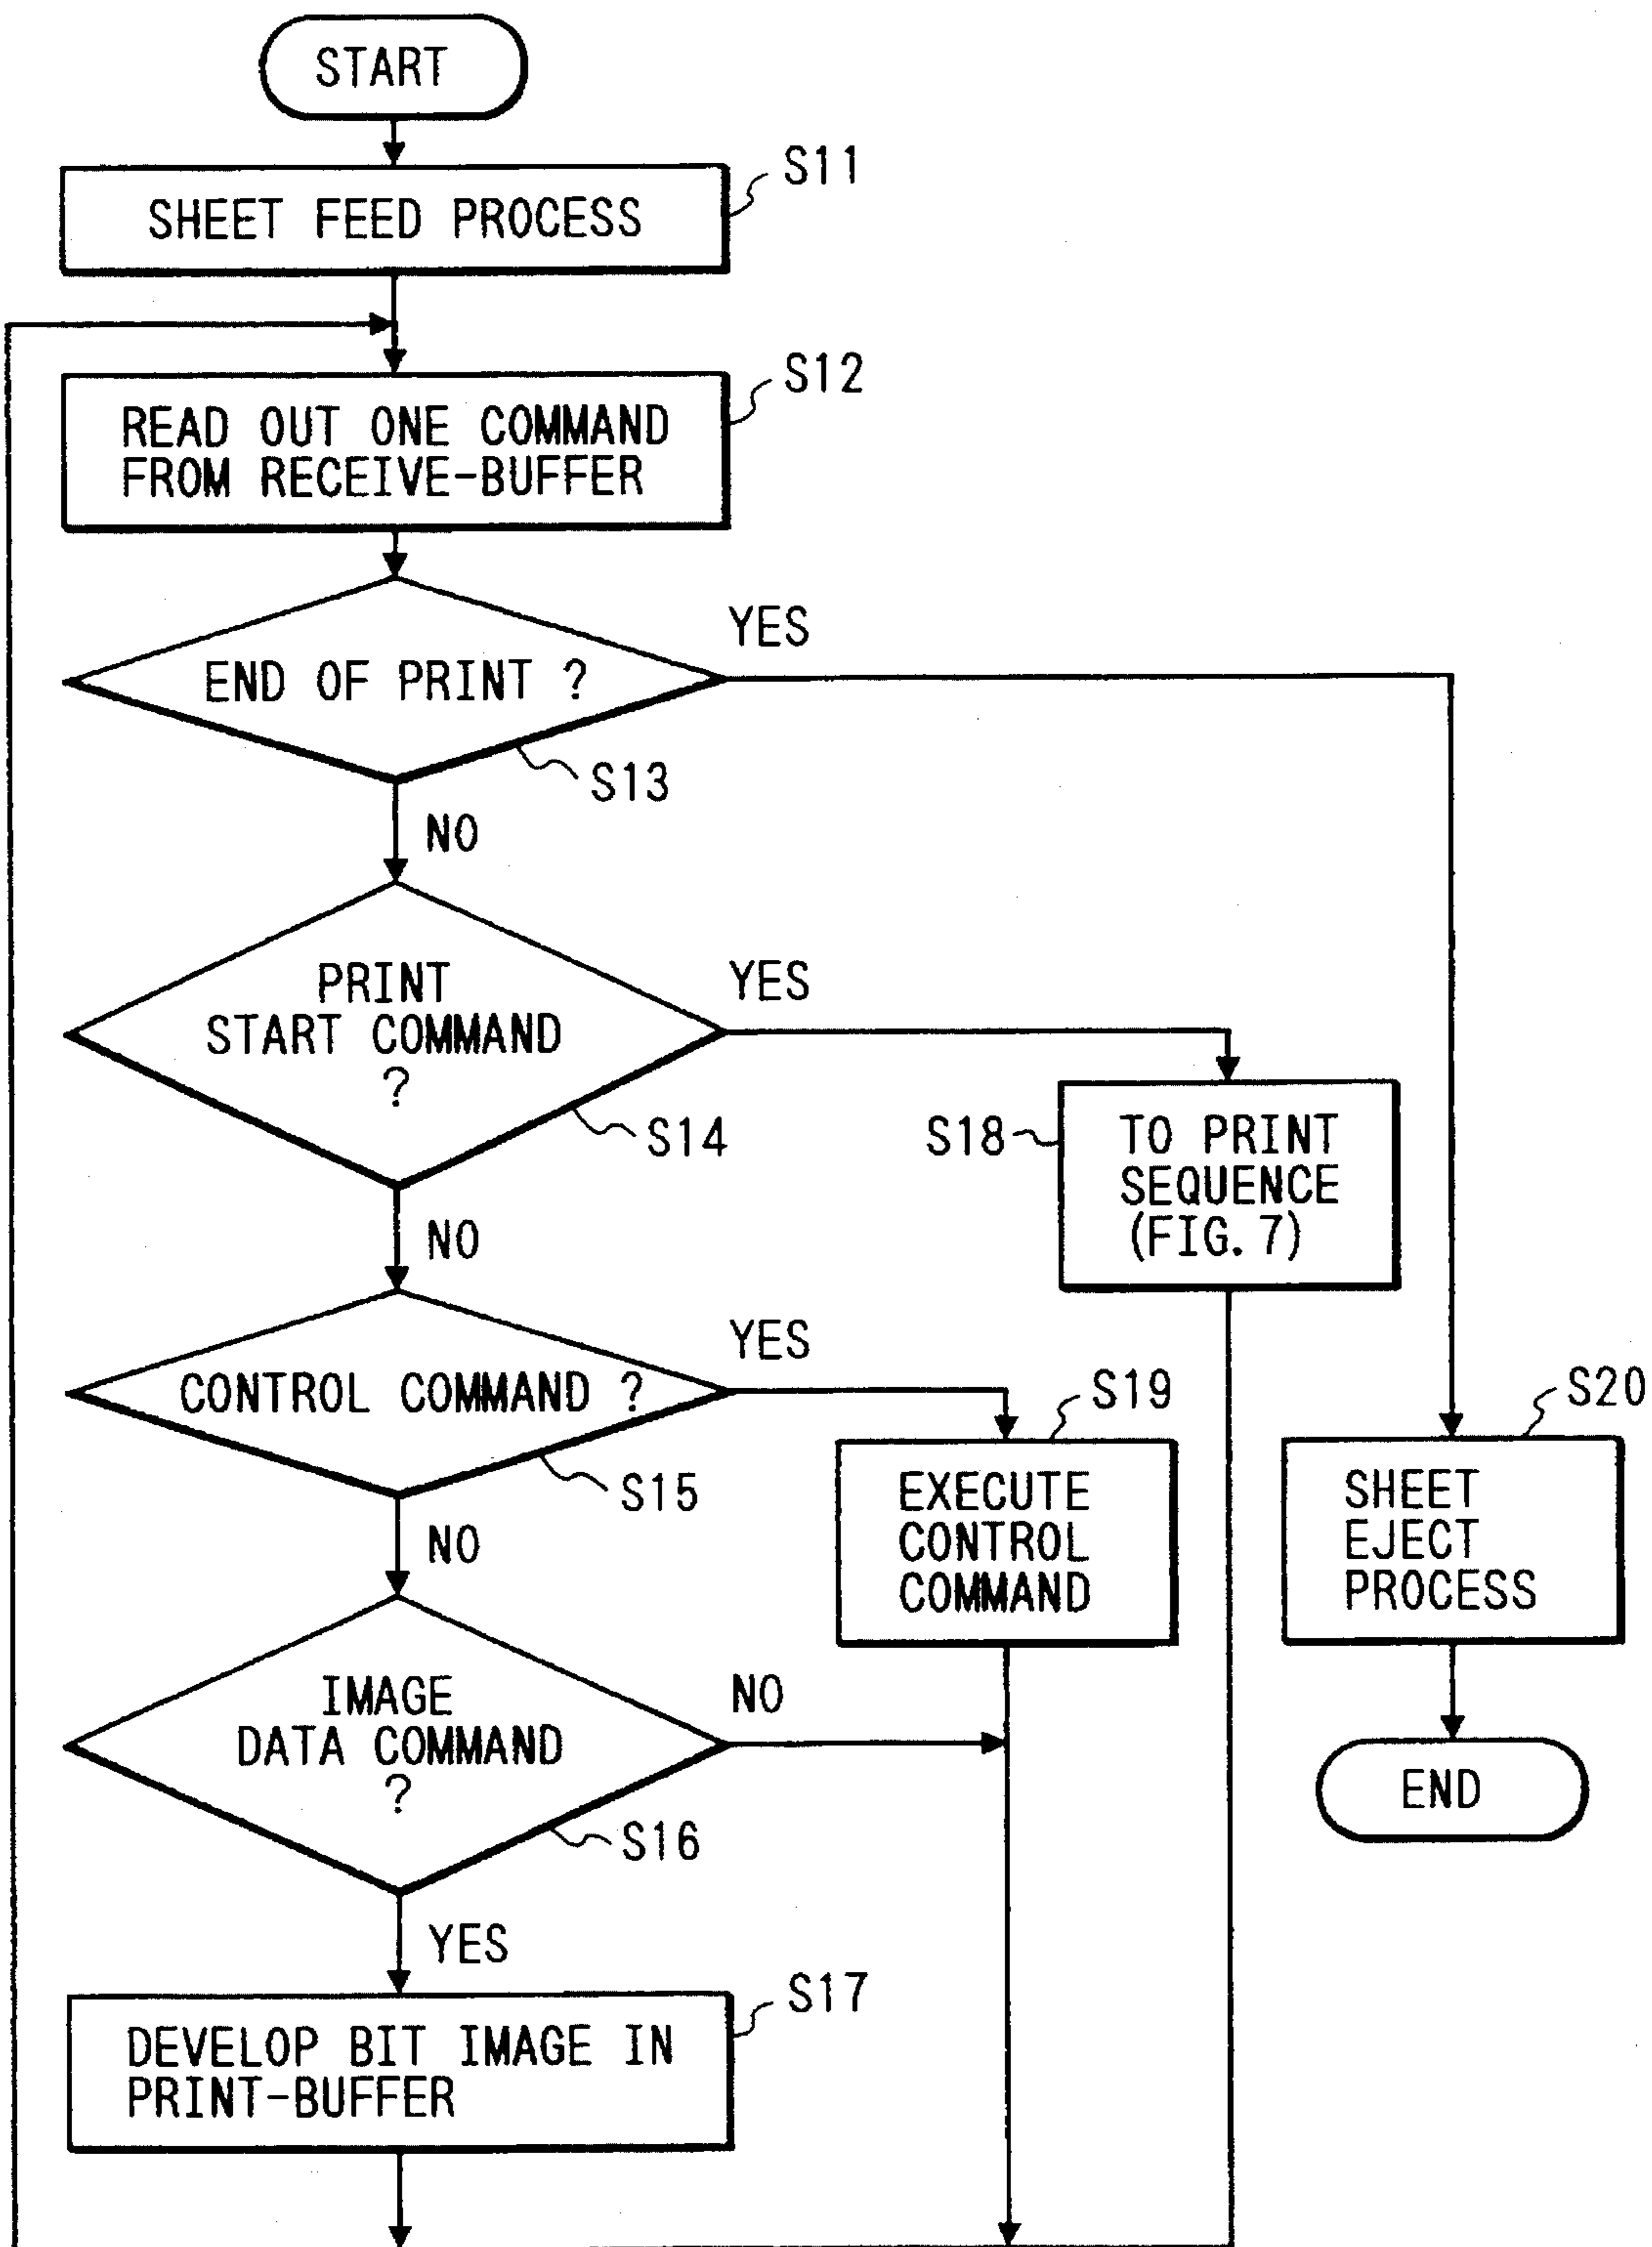 START
S11
SHEET FEED PROCESS
S12
READ OUT ONE COMMAND
FROM RECEIVE-BUFFER
YES
END OF PRINT ?
S13
NO
PRINT
START COMMAND
?
YES
S14
S18
TO PRINT
SEQUENCE
(FIG. 7)
NO
YES
CONTROL COMMAND ?
S15
S19
EXECUTE
CONTROL
COMMAND
S20
SHEET
EJECT
PROCESS
NO
IMAGE
DATA COMMAND
?
NO
S16
END
YES
S17
DEVELOP BIT IMAGE IN
PRINT-BUFFER